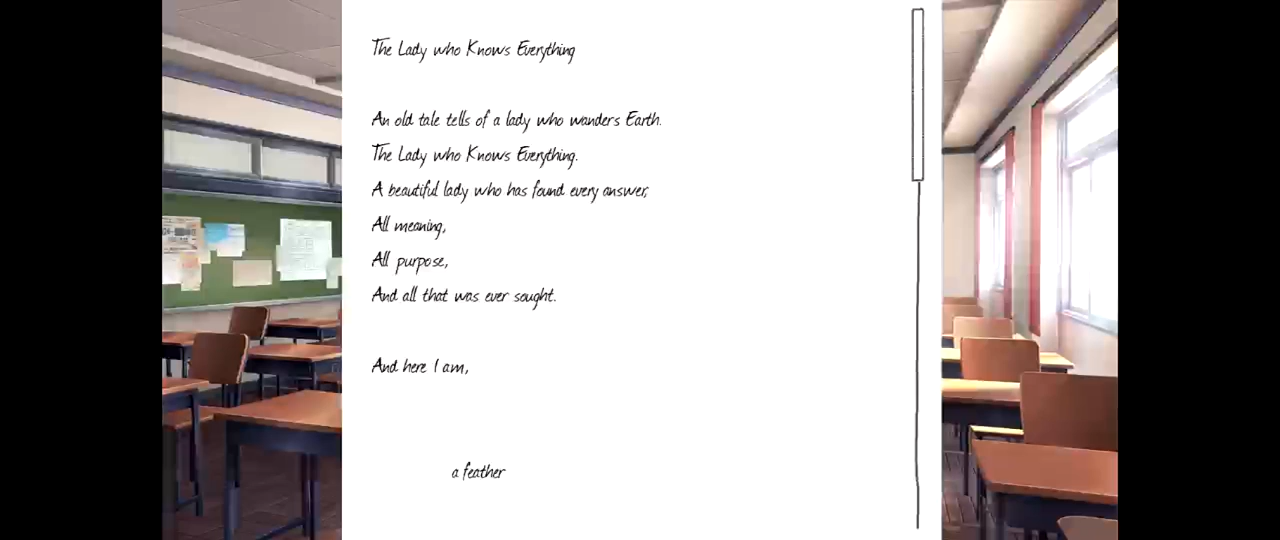 The Lady who Knows Everything
An old tale tells of a lady who wanders Earth.
The Lady who Knows Everything.
A beautiful lady who has found every answer,
All meaning,
All purpose,
And all that was ever sought.
And here I am,
a feather